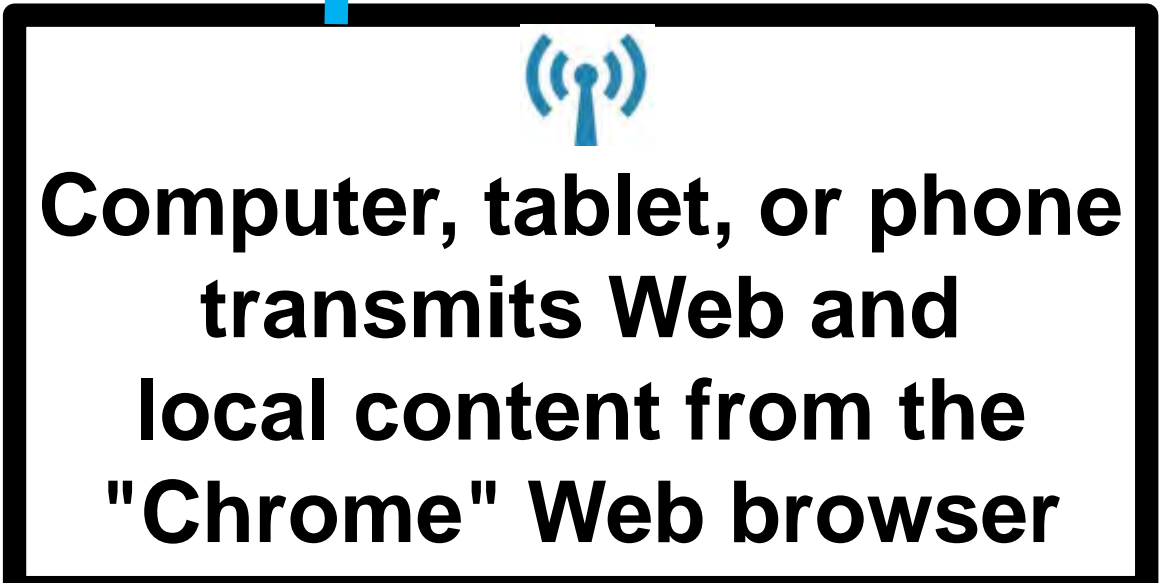 Computer, tablet, or phone
transmits Web and
local content from the
"Chrome" Web browser